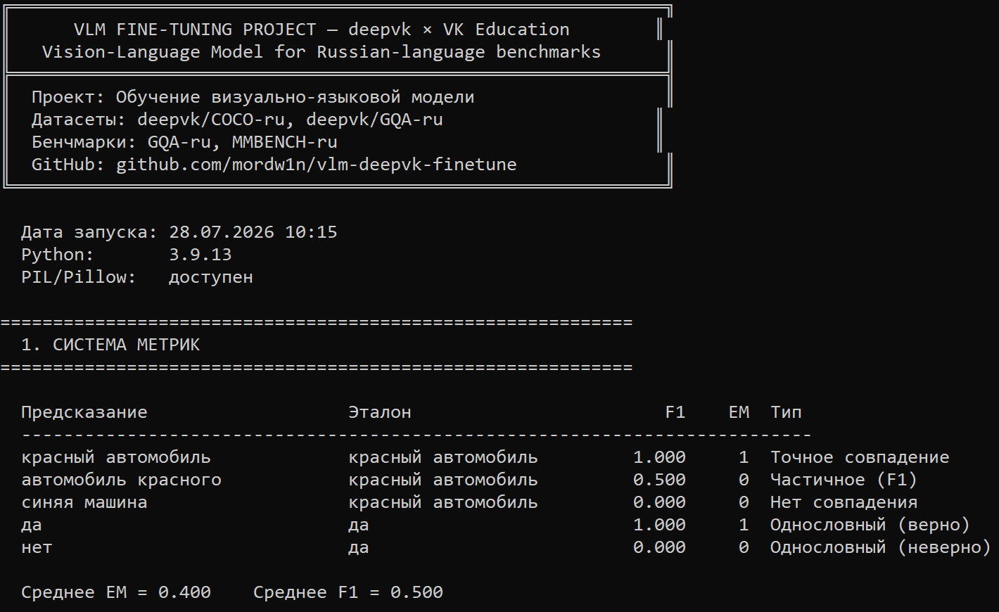 VLM FINE-TUNING PROJECT — deepvk × VK Education
Vision-Language Model for Russian-language benchmarks
Проект: Обучение визуально-языковой модели
Датасеты: deepvk/COCO-ru, deepvk/GQA-ru
Бенчмарки: GQA-ru, MMBENCH-ru
GitHub: github.com/mordw1n/vlm-deepvk-finetune
Дата запуска: 28.07.2026 10:15
Python: 3.9.13
PIL/Pillow: доступен
============================================================
1. СИСТЕМА МЕТРИК
============================================================
Предсказание Эталон F1 EM Тип
---------------------------------------------------------------------------
красный автомобиль красный автомобиль 1.000 1 Точное совпадение
автомобиль красного красный автомобиль 0.500 0 Частичное (F1)
синяя машина красный автомобиль 0.000 0 Нет совпадения
да да 1.000 1 Однословный (верно)
нет да 0.000 0 Однословный (неверно)
Среднее EM = 0.400 Среднее F1 = 0.500